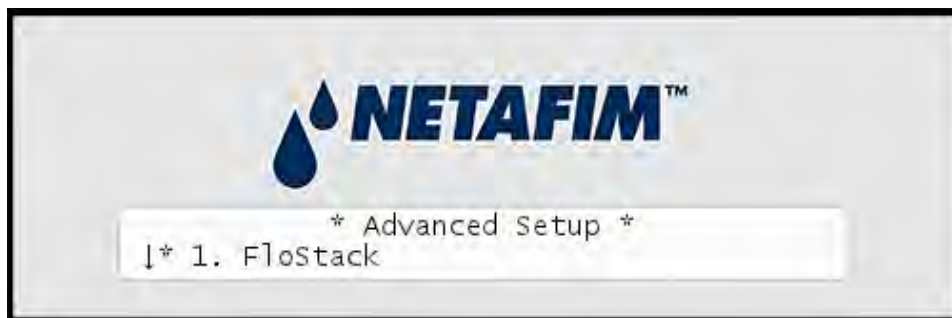 NETAFIM™
* Advanced Setup *
↓* 1. FloStack